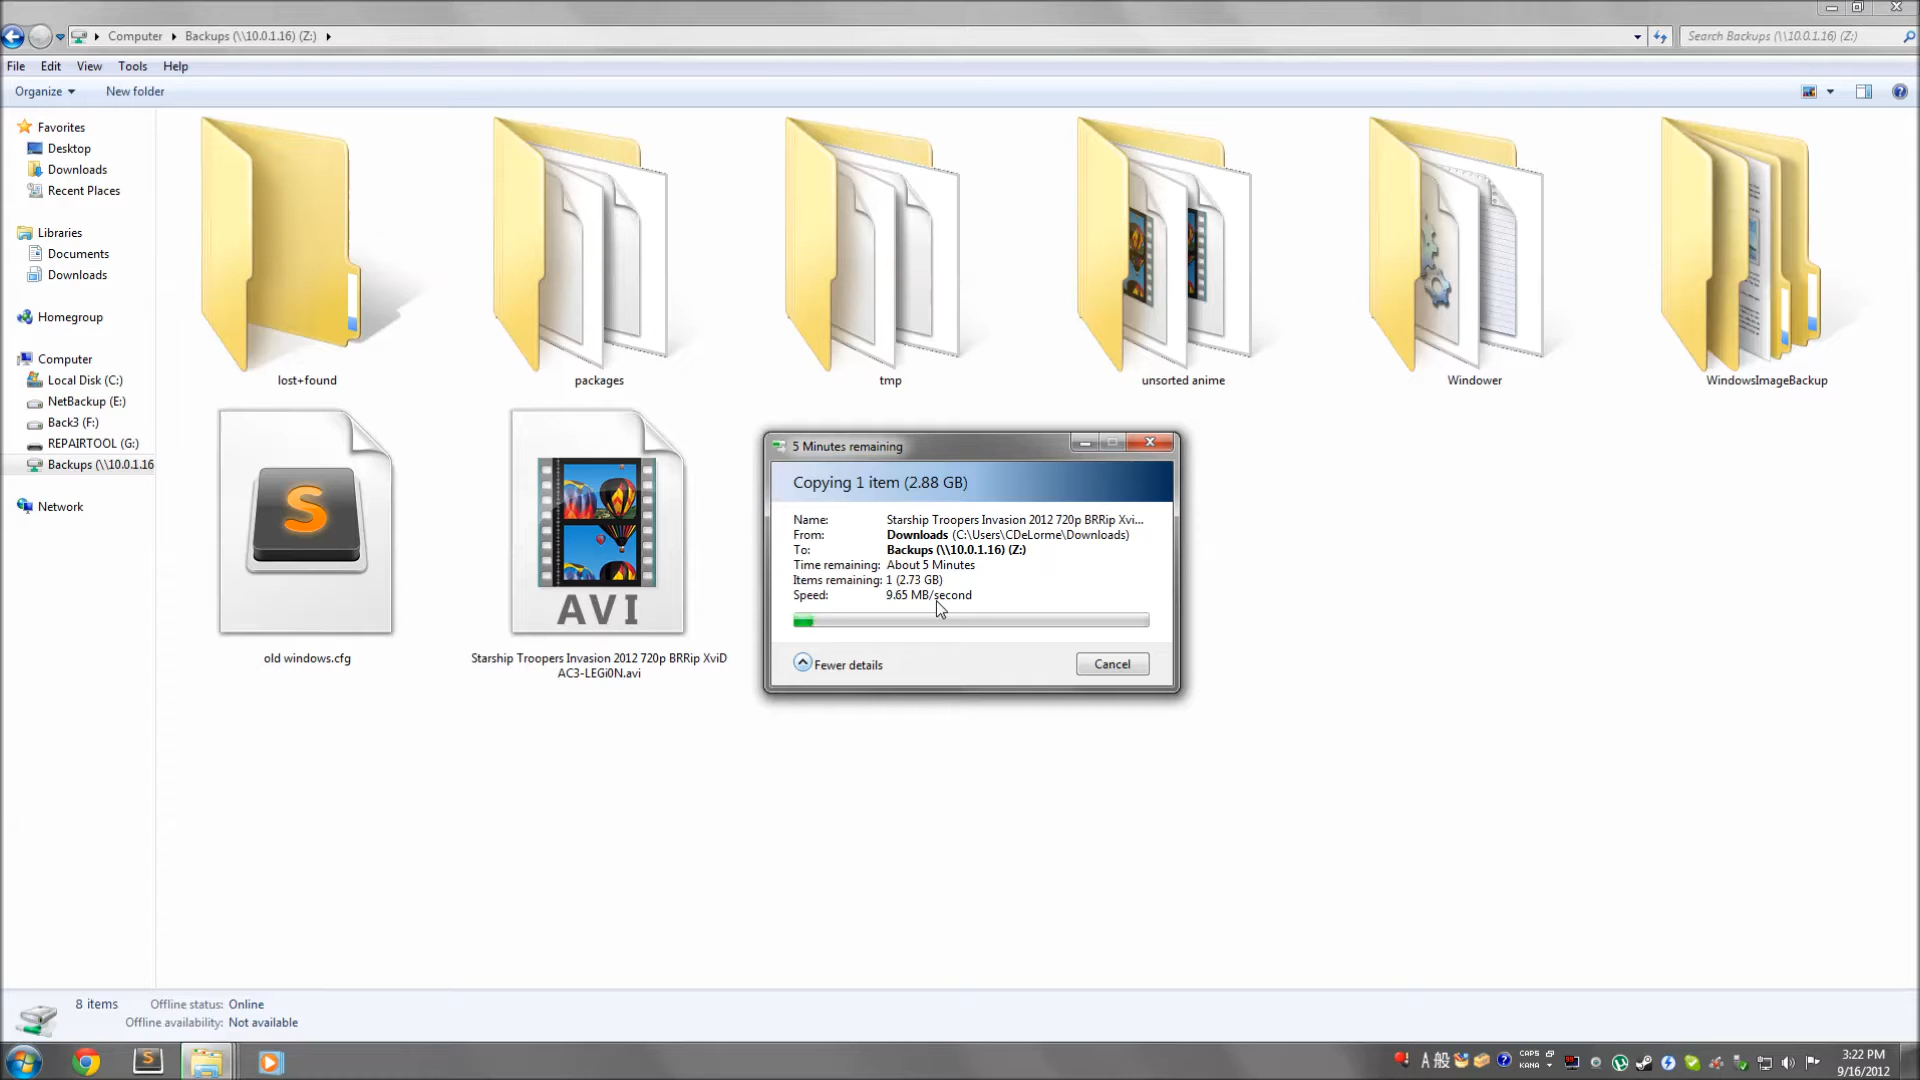 Computer
Backups (\\10.0.1.16) (Z:)
Search Backups (\\10.0.1.16) (Z:)
File Edit View Tools Help
Organize New folder
Favorites
Desktop
Downloads
Recent Places
Libraries
Documents
Downloads
Homegroup
Computer
Local Disk (C:)
NetBackup (E:)
Back3 (F:)
REPAIRTOOL (G:)
Backups (\\10.0.1.16
Network
lost+found
packages
tmp
unsorted anime
Windower
WindowsImageBackup
S
old windows.cfg
AVI
Starship Troopers Invasion 2012 720p BRRip XviD
AC3-LEGi0N.avi
5 Minutes remaining
Copying 1 item (2.88 GB)
Name: Starship Troopers Invasion 2012 720p BRRip Xvi...
From: Downloads (C:\Users\CDeLorme\Downloads)
To: Backups (\\10.0.1.16) (Z:)
Time remaining: About 5 Minutes
Items remaining: 1 (2.73 GB)
Speed: 9.65 MB/second
Fewer details
Cancel
8 items Offline status: Online
Offline availability: Not available
S
A 般
CAPS
KANA
3:22 PM
9/16/2012